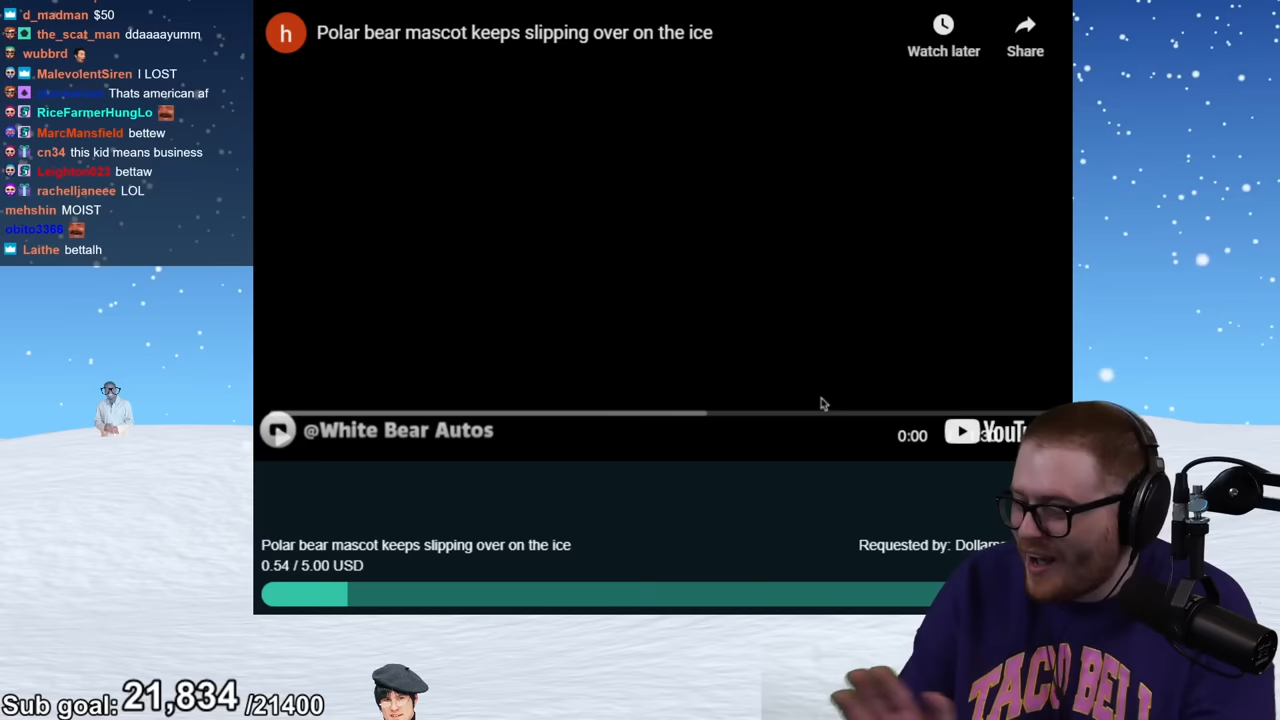 d_madman $50
the_scat_man ddaaaayumm
wubbrd
MalevolentSiren I LOST
Thats american af
RiceFarmerHungLo
MarcMansfield bettew
cn34 this kid means business
Leighton023 bettaw
rachelljaneee LOL
mehshin MOIST
obito3366
Laithe bettalh
h Polar bear mascot keeps slipping over on the ice
Watch later
Share
@White Bear Autos
0:00
Polar bear mascot keeps slipping over on the ice
0.54 / 5.00 USD
Requested by:
TACO BELL
Sub goal: 21,834 /21400